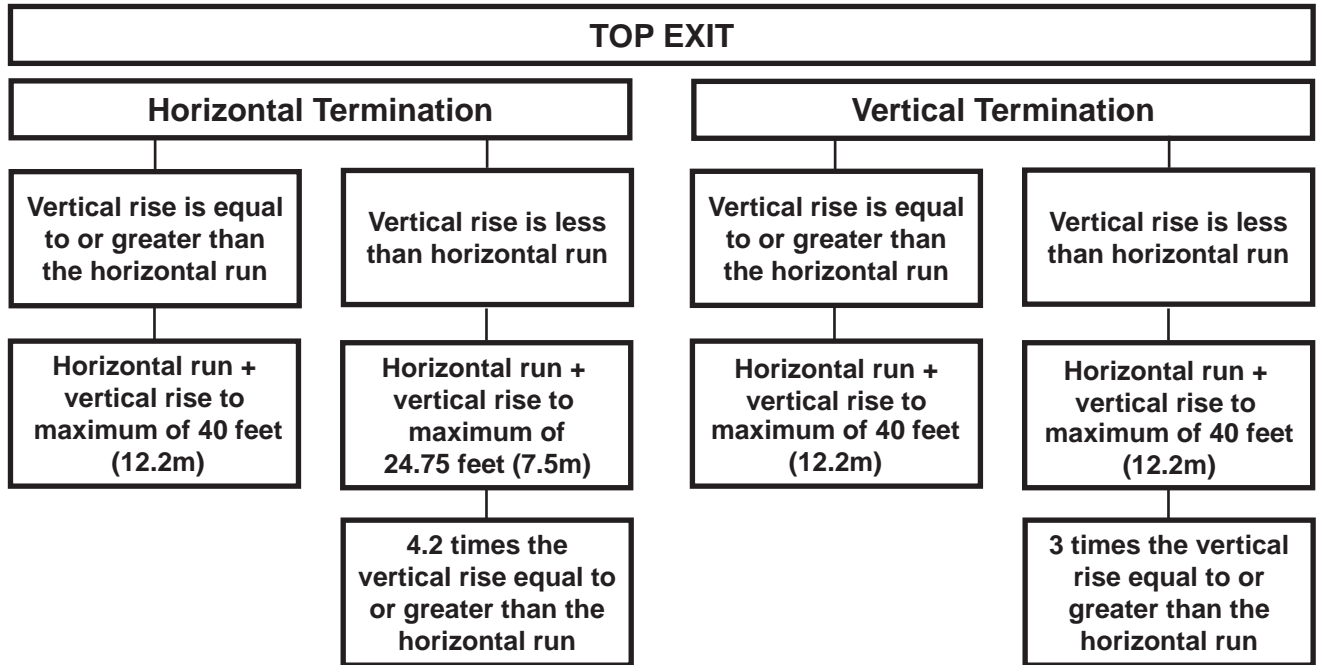 TOP EXIT
Horizontal Termination
Vertical Termination
Vertical rise is equal
to or greater than
the horizontal run
Vertical rise is less
than horizontal run
Vertical rise is equal
to or greater than
the horizontal run
Vertical rise is less
than horizontal run
Horizontal run +
vertical rise to
maximum of 40 feet
(12.2m)
Horizontal run +
vertical rise to
maximum of
24.75 feet (7.5m)
Horizontal run +
vertical rise to
maximum of 40 feet
(12.2m)
Horizontal run +
vertical rise to
maximum of 40 feet
(12.2m)
4.2 times the
vertical rise equal to
or greater than the
horizontal run
3 times the vertical
rise equal to or
greater than the
horizontal run